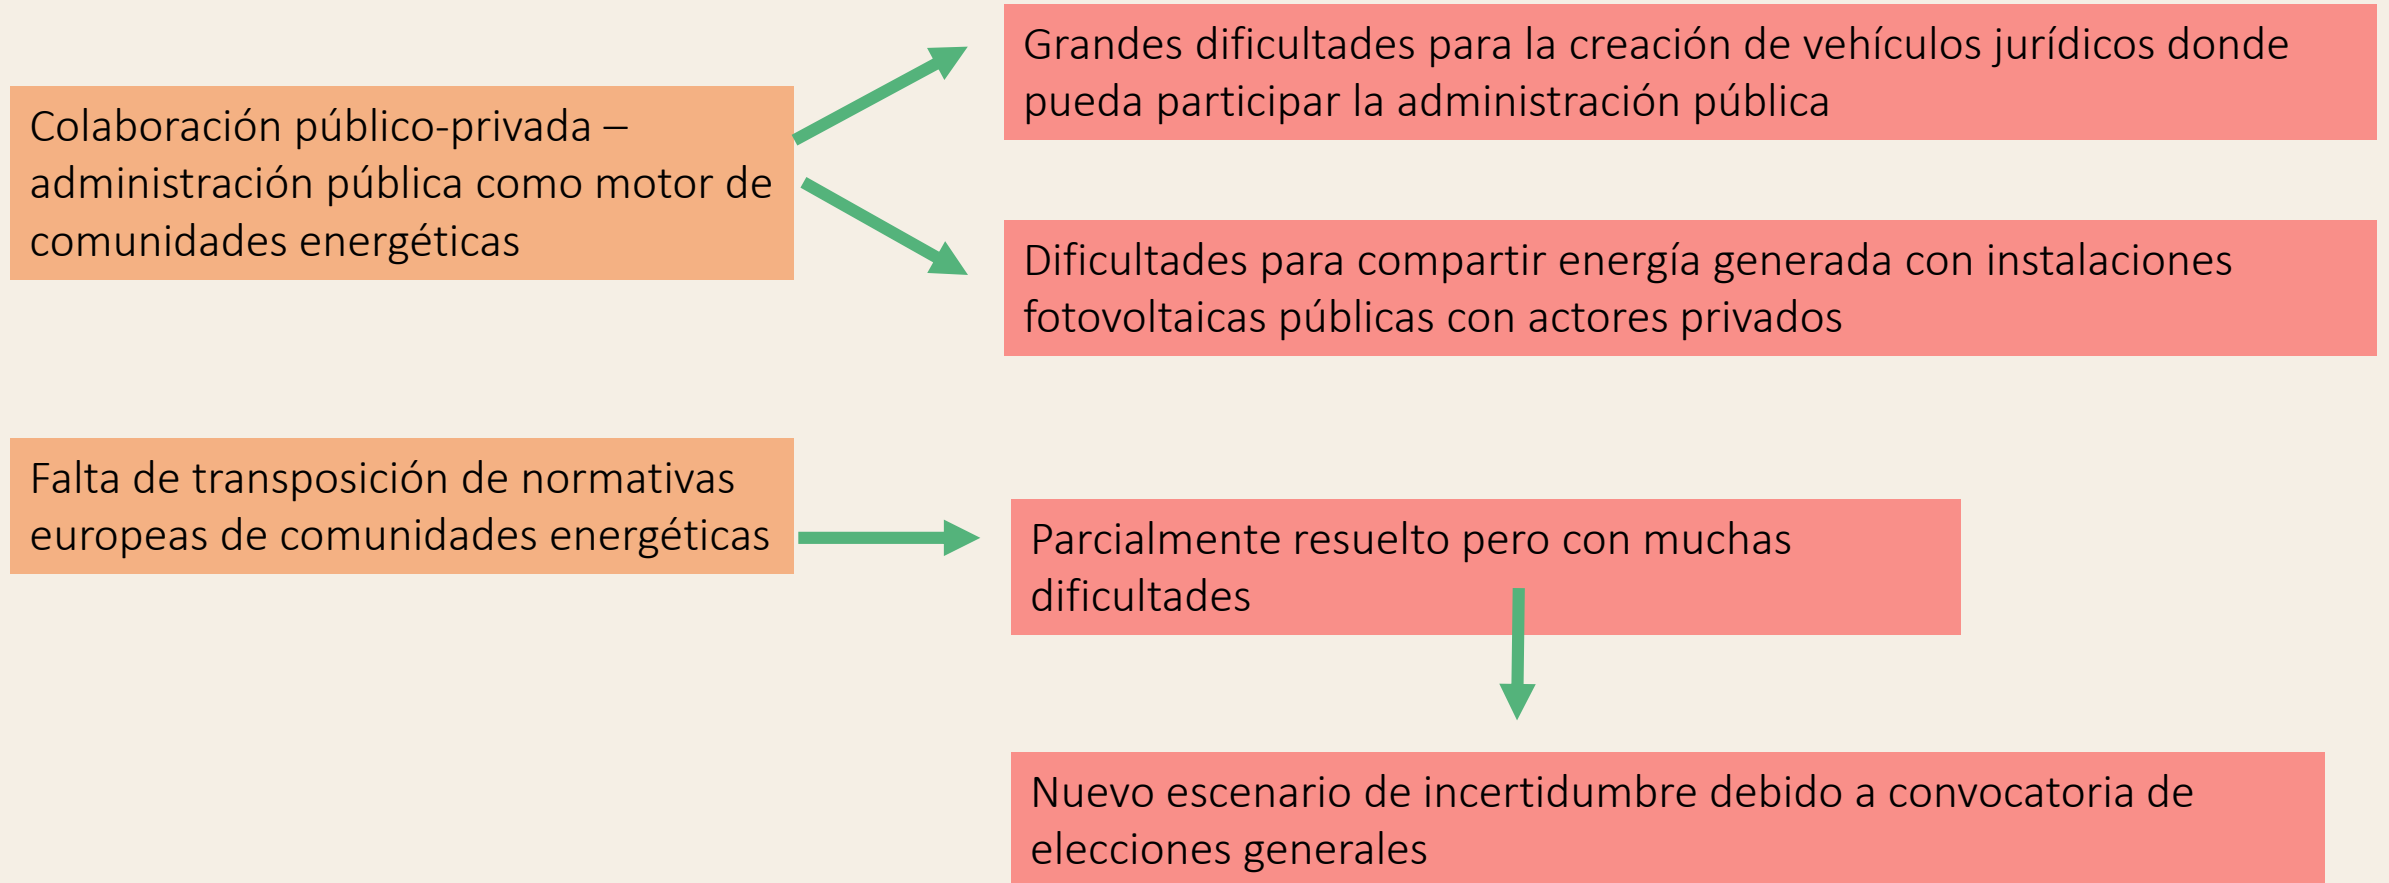 Colaboración público-privada –
administración pública como motor de
comunidades energéticas
Grandes dificultades para la creación de vehículos jurídicos donde
pueda participar la administración pública
Dificultades para compartir energía generada con instalaciones
fotovoltaicas públicas con actores privados
Falta de transposición de normativas
europeas de comunidades energéticas
Parcialmente resuelto pero con muchas
dificultades
Nuevo escenario de incertidumbre debido a convocatoria de
elecciones generales